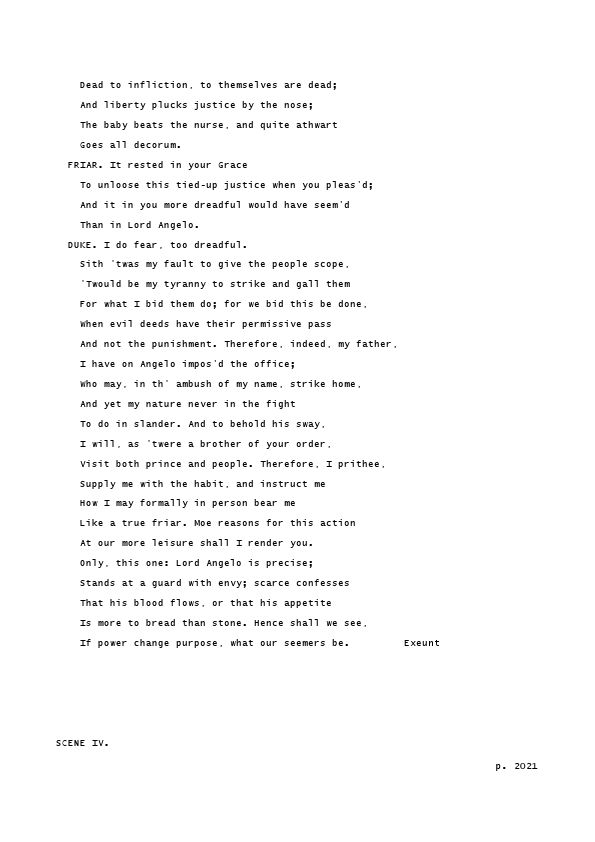 Dead to infliction, to themselves are dead;
And liberty plucks justice by the nose;
The baby beats the nurse, and quite athwart
Goes all decorum.
FRIAR. It rested in your Grace
To unloose this tied-up justice when you pleas'd;
And it in you more dreadful would have seem'd
Than in Lord Angelo.
DUKE. I do fear, too dreadful.
Sith 'twas my fault to give the people scope,
'Twould be my tyranny to strike and gall them
For what I bid them do; for we bid this be done,
When evil deeds have their permissive pass
And not the punishment. Therefore, indeed, my father,
I have on Angelo impos'd the office;
Who may, in th' ambush of my name, strike home,
And yet my nature never in the fight
To do in slander. And to behold his sway,
I will, as 'twere a brother of your order,
Visit both prince and people. Therefore, I prithee,
Supply me with the habit, and instruct me
How I may formally in person bear me
Like a true friar. Moe reasons for this action
At our more leisure shall I render you.
Only, this one: Lord Angelo is precise;
Stands at a guard with envy; scarce confesses
That his blood flows, or that his appetite
Is more to bread than stone. Hence shall we see,
If power change purpose, what our seemers be. Exeunt
SCENE IV.
p. 2021